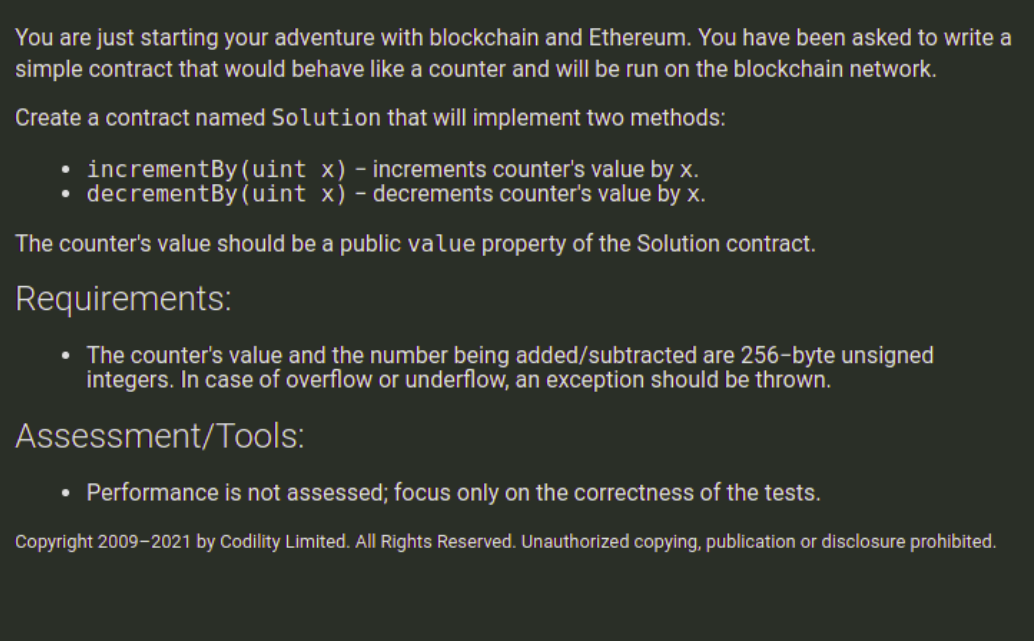 You are just starting your adventure with blockchain and Ethereum. You have been asked to write a
simple contract that would behave like a counter and will be run on the blockchain network.
Create a contract named Solution that will implement two methods:
• incrementBy(uint x) – increments counter's value by x.
• decrementBy(uint x) – decrements counter's value by x.
The counter's value should be a public value property of the Solution contract.
Requirements:
• The counter's value and the number being added/subtracted are 256–byte unsigned
integers. In case of overflow or underflow, an exception should be thrown.
Assessment/Tools:
• Performance is not assessed; focus only on the correctness of the tests.
Copyright 2009–2021 by Codility Limited. All Rights Reserved. Unauthorized copying, publication or disclosure prohibited.